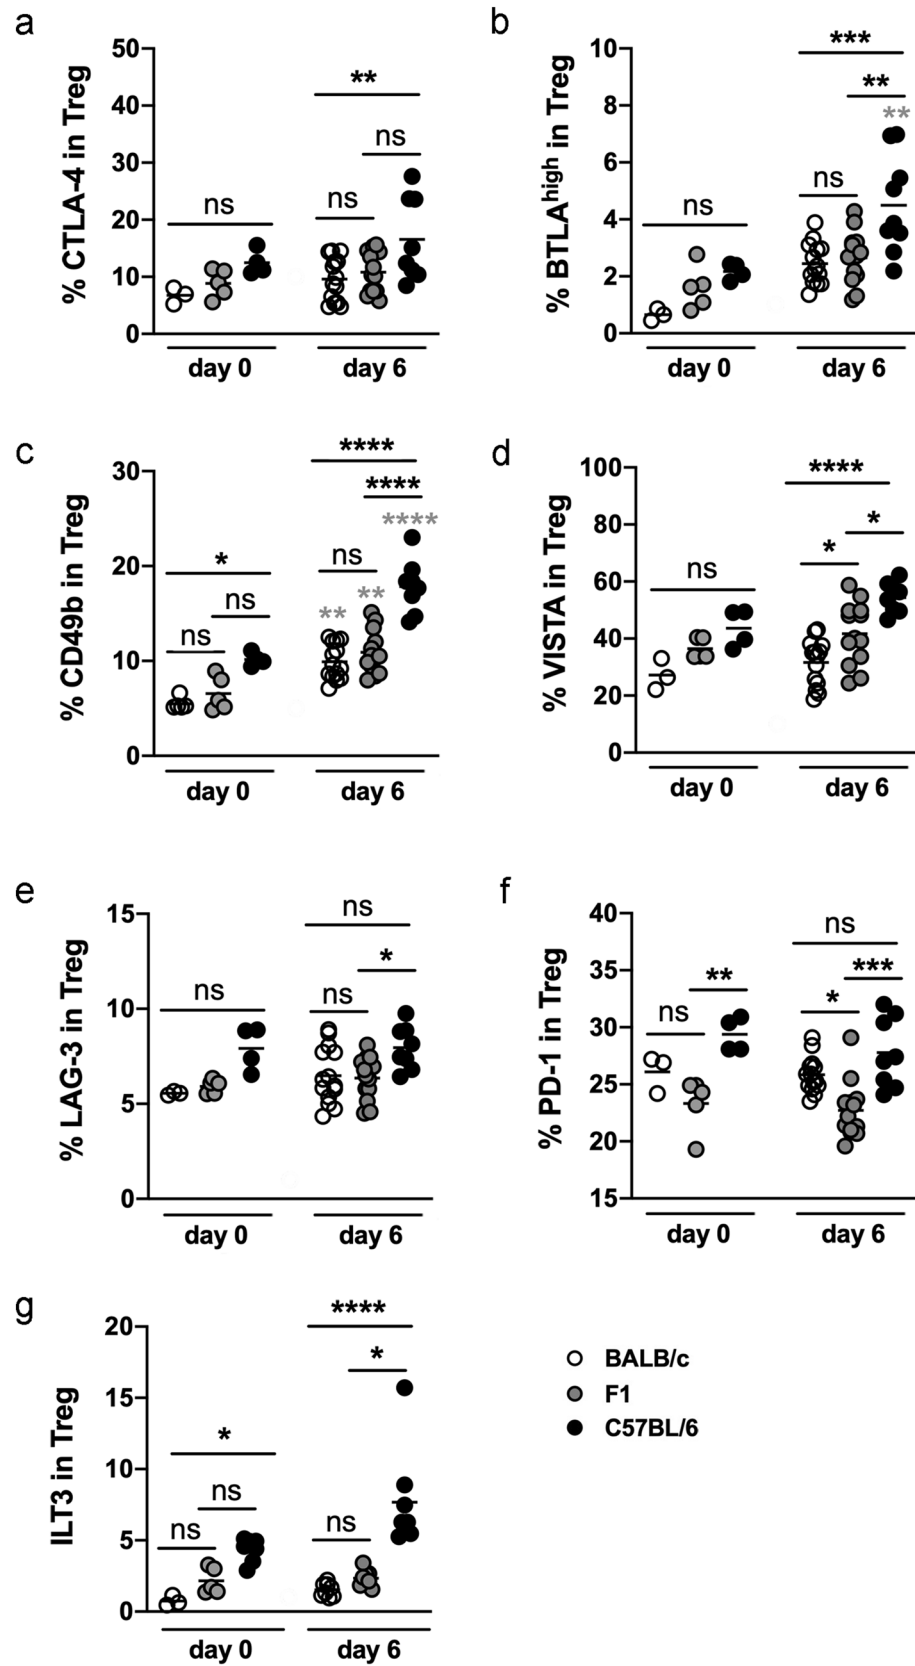 a
% CTLA-4 in Treg
50
40
30
20
10
0
ns
**
ns
ns
day 0
day 6
b
% BTLAhigh in Treg
10
8
6
4
2
0
ns
***
**
**
ns
day 0
day 6
c
% CD49b in Treg
30
20
10
0
*
ns
ns
****
****
****
ns
**
**
day 0
day 6
d
% VISTA in Treg
100
80
60
40
20
0
ns
****
*
*
day 0
day 6
e
% LAG-3 in Treg
15
10
5
0
ns
ns
*
ns
day 0
day 6
f
% PD-1 in Treg
40
35
30
25
20
15
**
ns
ns
***
*
day 0
day 6
g
ILT3 in Treg
20
15
10
5
0
*
ns
ns
****
*
ns
day 0
day 6
BALB/c
F1
C57BL/6